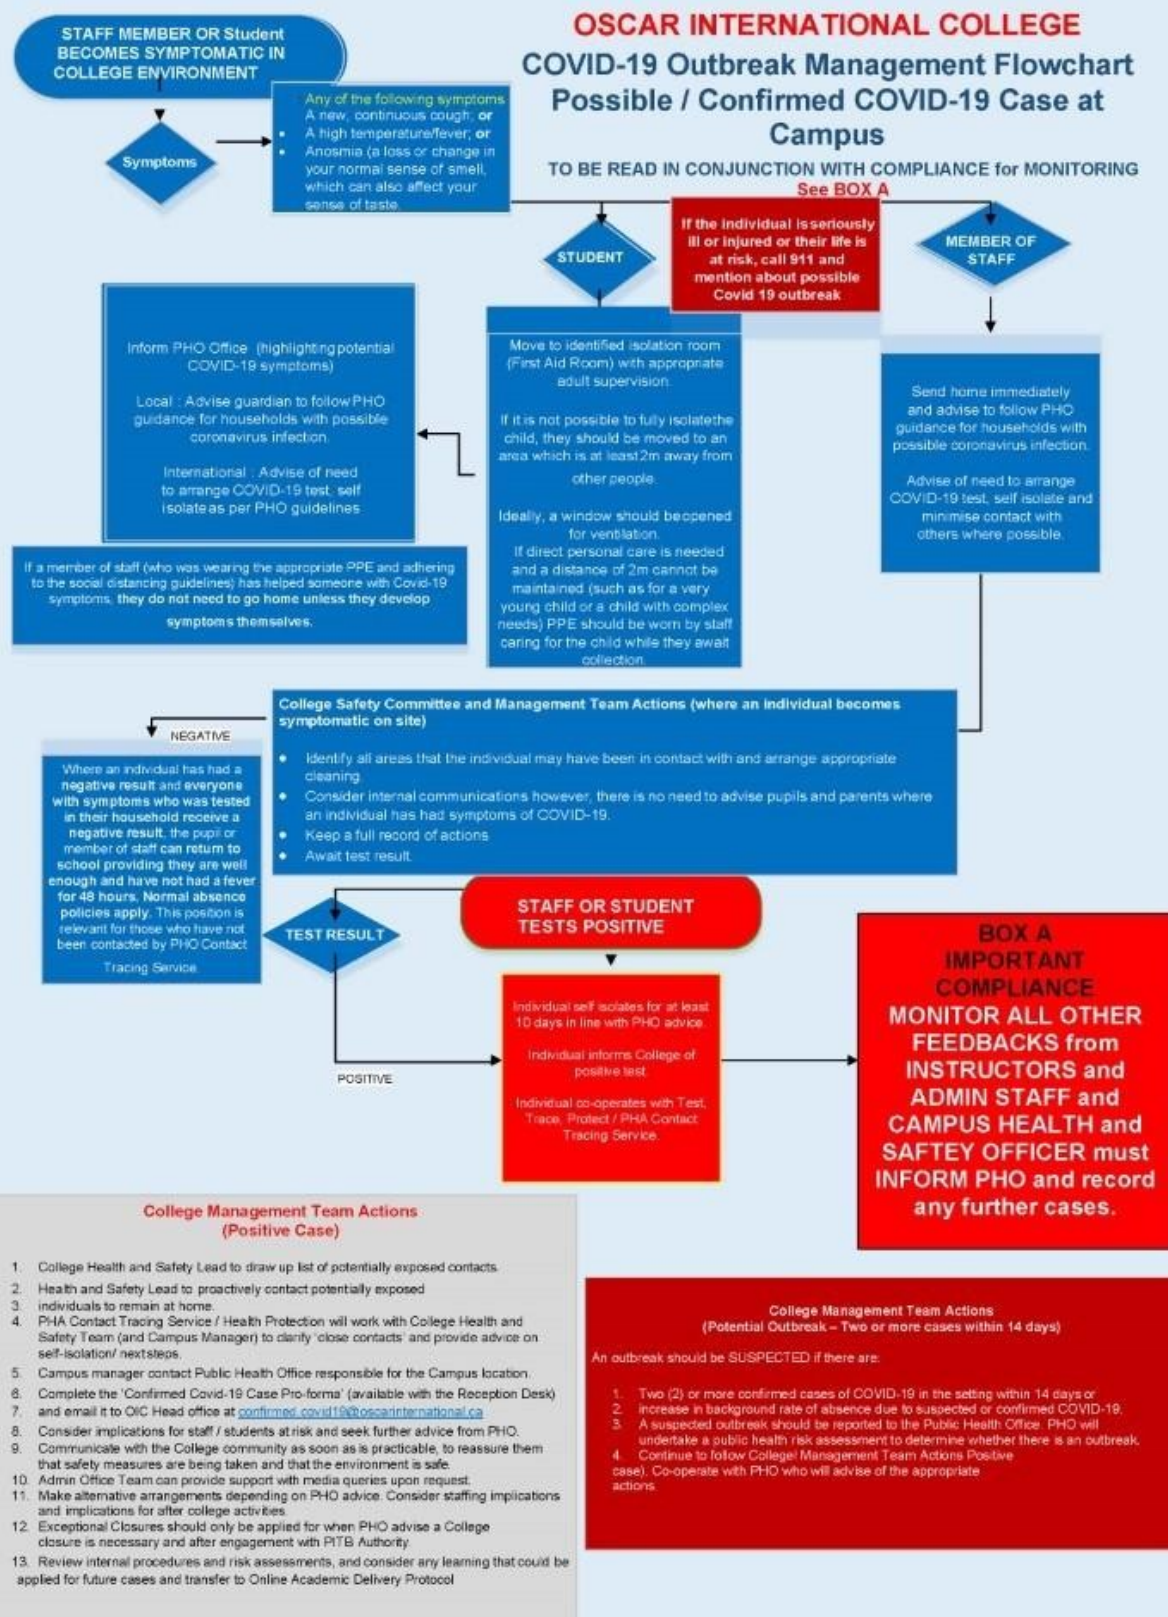 STAFF MEMBER OR Student
BECOMES SYMPTOMATIC IN
COLLEGE ENVIRONMENT
OSCAR INTERNATIONAL COLLEGE
COVID-19 Outbreak Management Flowchart
Possible / Confirmed COVID-19 Case at
Campus
TO BE READ IN CONJUNCTION WITH COMPLIANCE for MONITORING
See BOX A
Symptoms
Any of the following symptoms
A new, continuous cough; or
• A high temperature/fever; or
• Anosmia (a loss or change in
your normal sense of smell,
which can also affect your
sense of taste.
STUDENT
If the individual is seriously
ill or injured or their life is
at risk, call 911 and
mention about possible
Covid 19 outbreak
MEMBER OF
STAFF
Inform PHO Office (highlighting potential
COVID-19 symptoms)
Local : Advise guardian to follow PHO
guidance for households with possible
coronavirus infection.
International : Advise of need
to arrange COVID-19 test, self
isolate as per PHO guidelines
Move to identified isolation room
(First Aid Room) with appropriate
adult supervision.
If it is not possible to fully isolatethe
child, they should be moved to an
area which is at least 2m away from
other people.
Ideally, a window should beopened
for ventilation.
If direct personal care is needed
and a distance of 2m cannot be
maintained (such as for a very
young child or a child with complex
needs) PPE should be worn by staff
caring for the child while they await
collection.
Send home immediately
and advise to follow PHO
guidance for households with
possible coronavirus infection.
Advise of need to arrange
COVID-19 test, self isolate and
minimise contact with
others where possible.
If a member of staff (who was wearing the appropriate PPE and adhering
to the social distancing guidelines) has helped someone with Covid-19
symptoms, they do not need to go home unless they develop
symptoms themselves.
College Safety Committee and Management Team Actions (where an individual becomes
symptomatic on site)
• Identify all areas that the individual may have been in contact with and arrange appropriate
cleaning.
• Consider internal communications however, there is no need to advise pupils and parents where
an individual has had symptoms of COVID-19.
• Keep a full record of actions
• Await test result.
NEGATIVE
Where an individual has had a
negative result and everyone
with symptoms who was tested
in their household receive a
negative result, the pupil or
member of staff can return to
school providing they are well
enough and have not had a fever
for 48 hours. Normal absence
policies apply. This position is
relevant for those who have not
been contacted by PHO Contact
Tracing Service.
TEST RESULT
STAFF OR STUDENT
TESTS POSITIVE
POSITIVE
Individual self isolates for at least
10 days in line with PHO advice.
Individual informs College of
positive test.
Individual co-operates with Test,
Trace, Protect / PHA Contact
Tracing Service.
BOX A
IMPORTANT
COMPLIANCE
MONITOR ALL OTHER
FEEDBACKS from
INSTRUCTORS and
ADMIN STAFF and
CAMPUS HEALTH and
SAFTEY OFFICER must
INFORM PHO and record
any further cases.
College Management Team Actions
(Positive Case)
1. College Health and Safety Lead to draw up list of potentially exposed contacts.
2. Health and Safety Lead to proactively contact potentially exposed
3. individuals to remain at home.
4. PHA Contact Tracing Service / Health Protection will work with College Health and
Safety Team (and Campus Manager) to clarify 'close contacts' and provide advice on
self-isolation/ nextsteps.
5. Campus manager contact Public Health Office responsible for the Campus location.
6. Complete the 'Confirmed Covid-19 Case Pro-forma' (available with the Reception Desk)
7. and email it to OIC Head office at confirmed.covid19@oscarinternational.ca
8. Consider implications for staff / students at risk and seek further advice from PHO.
9. Communicate with the College community as soon as is practicable, to reassure them
that safety measures are being taken and that the environment is safe.
10. Admin Office Team can provide support with media queries upon request.
11. Make alternative arrangements depending on PHO advice. Consider staffing implications
and implications for after college activities.
12. Exceptional Closures should only be applied for when PHO advise a College
closure is necessary and after engagement with PITB Authority.
13. Review internal procedures and risk assessments, and consider any learning that could be
applied for future cases and transfer to Online Academic Delivery Protocol
College Management Team Actions
(Potential Outbreak – Two or more cases within 14 days)
An outbreak should be SUSPECTED if there are:
1. Two (2) or more confirmed cases of COVID-19 in the setting within 14 days or
2. increase in background rate of absence due to suspected or confirmed COVID-19.
3. A suspected outbreak should be reported to the Public Health Office. PHO will
undertake a public health risk assessment to determine whether there is an outbreak.
4. Continue to follow College! Management Team Actions Positive
case). Co-operate with PHO who will advise of the appropriate
actions.